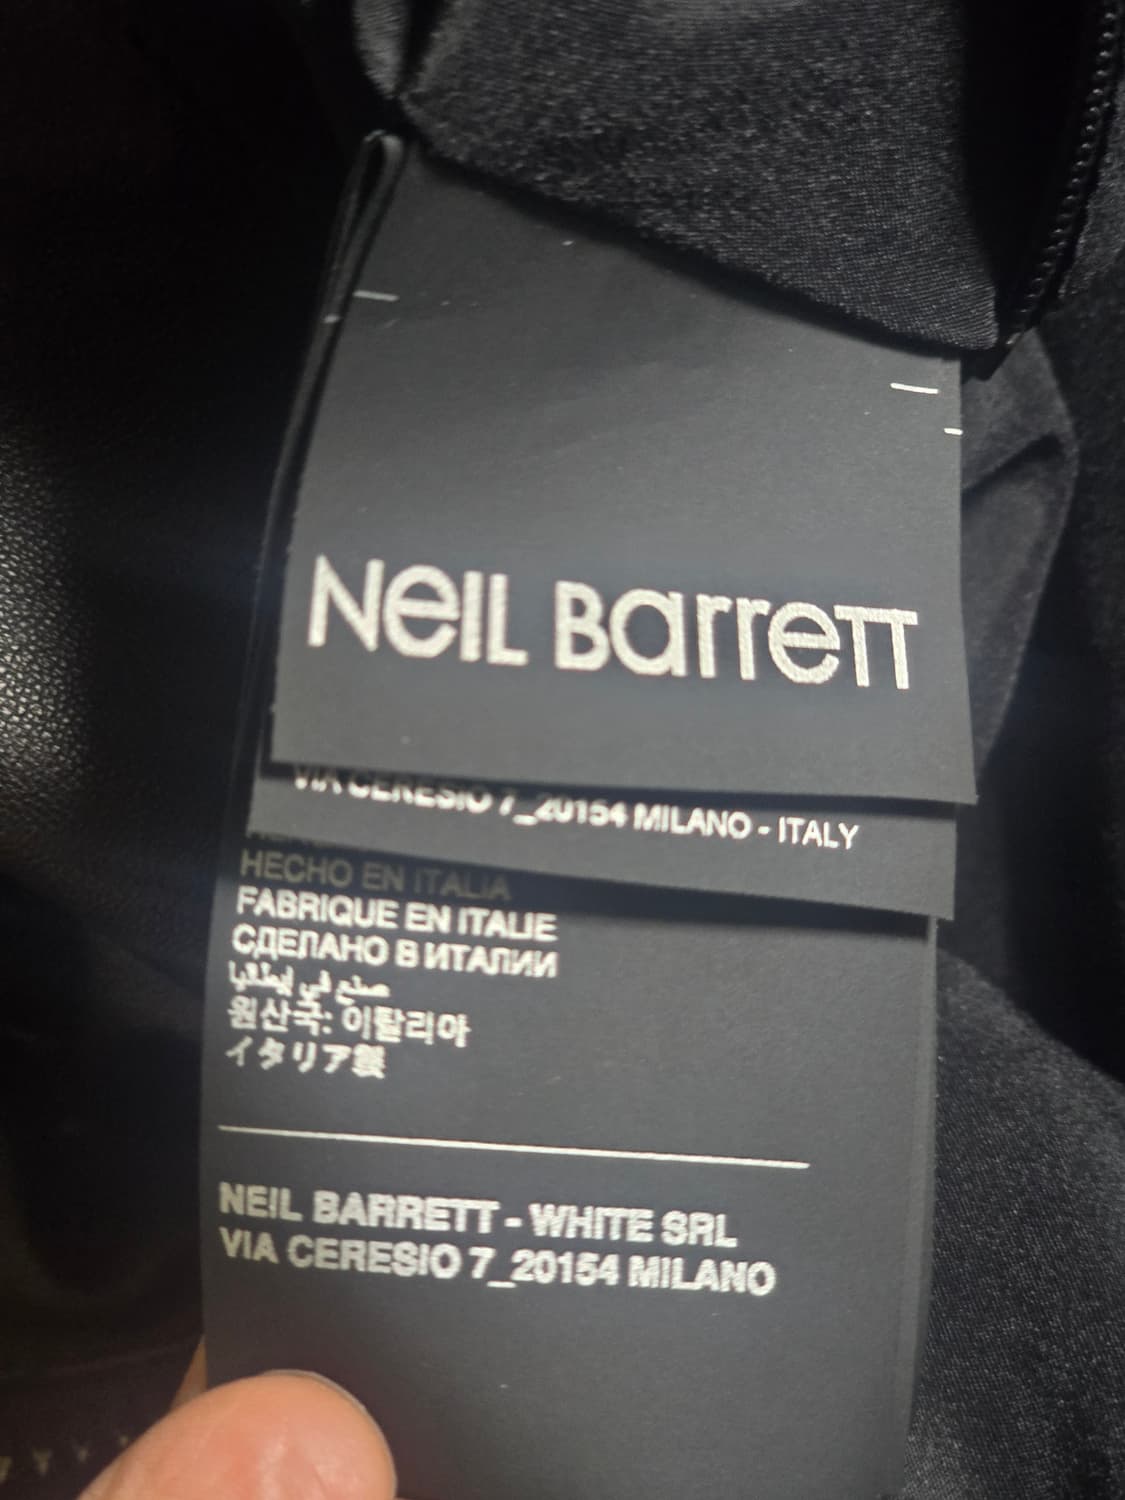 Neil Barrett
VIA CERESIO 7_20154 MILANO - ITALY
HECHO EN ITALIA
FABRIQUE EN ITALIE
СДЕЛАНО В ИТАЛИИ
صنع في إيطاليا
원산국: 이탈리아
イタリア製
NEIL BARRETT - WHITE SRL
VIA CERESIO 7_20154 MILANO